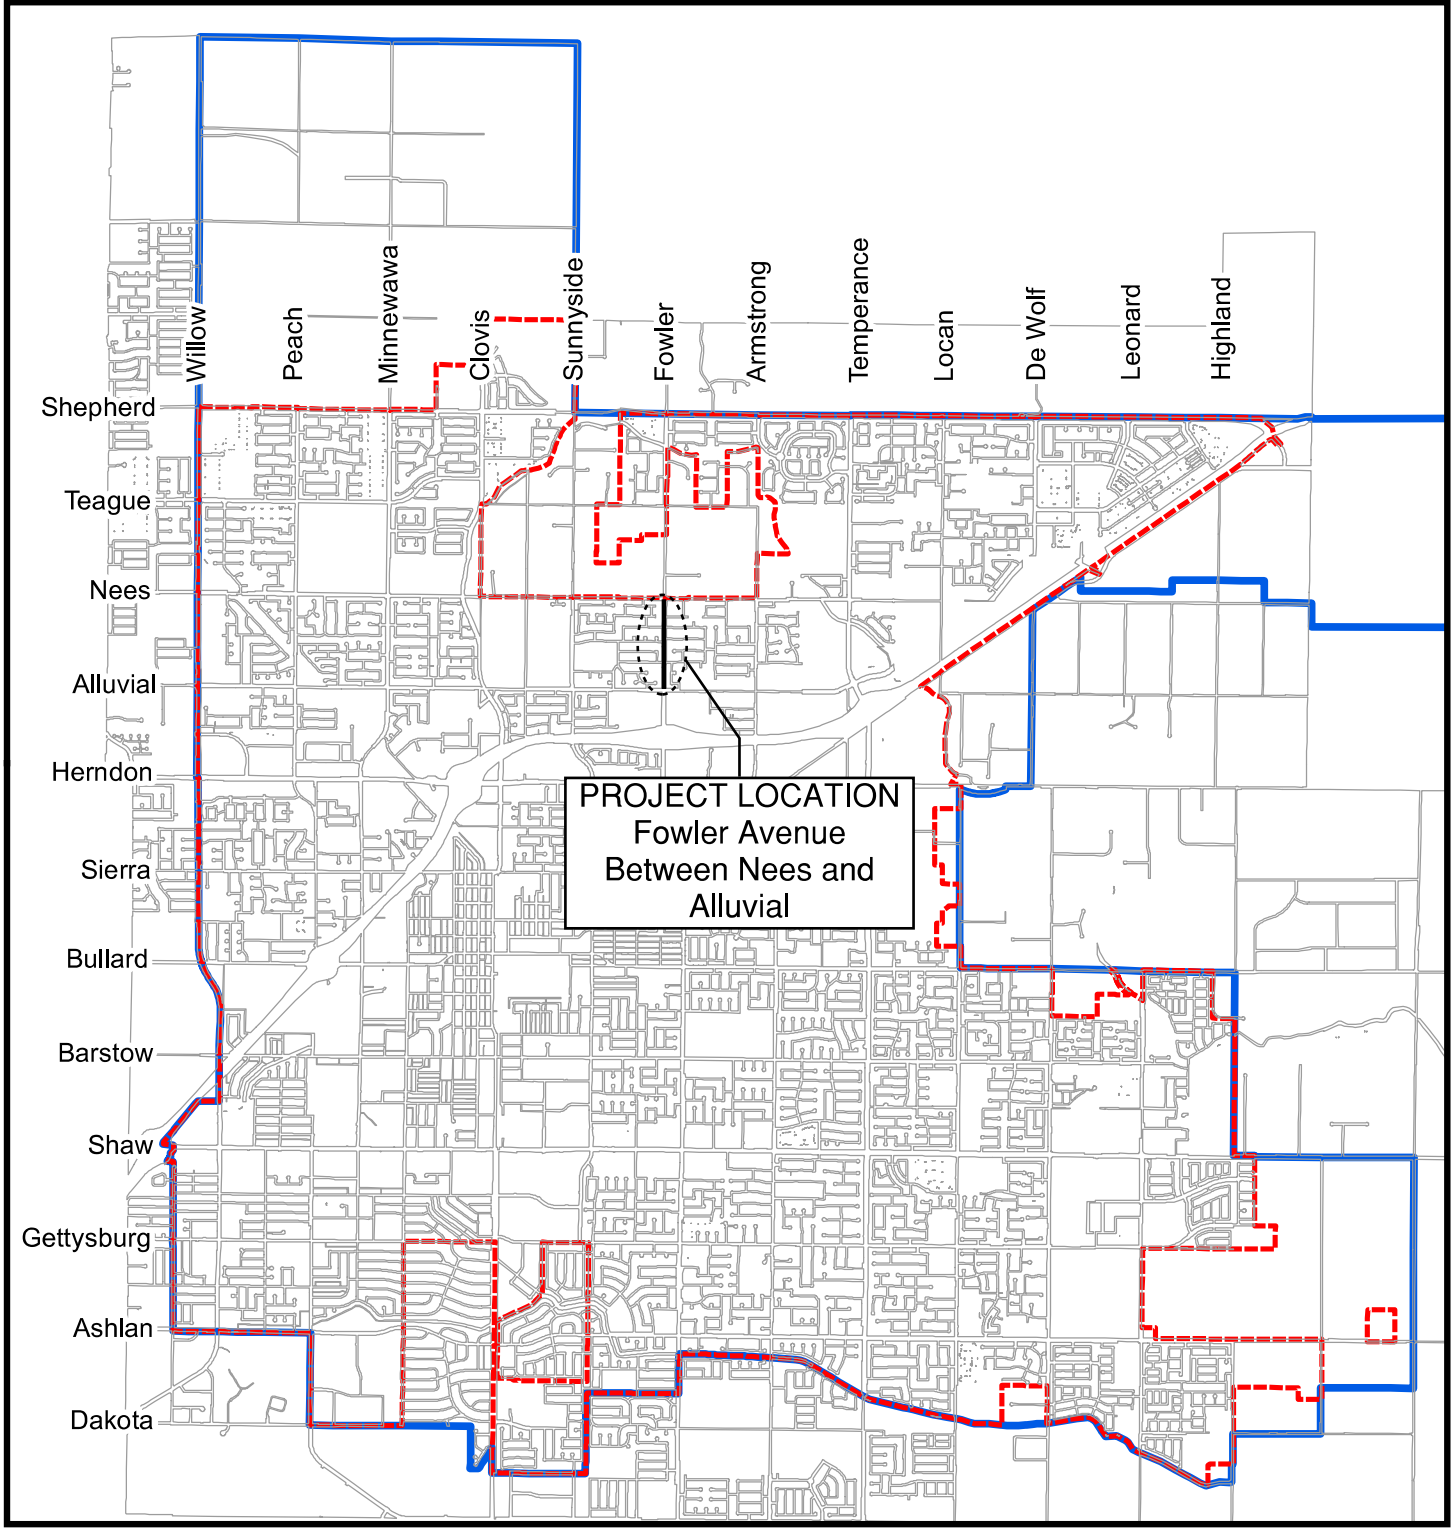 Willow
Peach
Minnewawa
Clovis
Sunnyside
Fowler
Armstrong
Temperance
Locan
De Wolf
Leonard
Highland
Shepherd
Teague
Nees
Alluvial
Herndon
Sierra
Bullard
Barstow
Shaw
Gettysburg
Ashlan
Dakota
PROJECT LOCATION
Fowler Avenue
Between Nees and
Alluvial